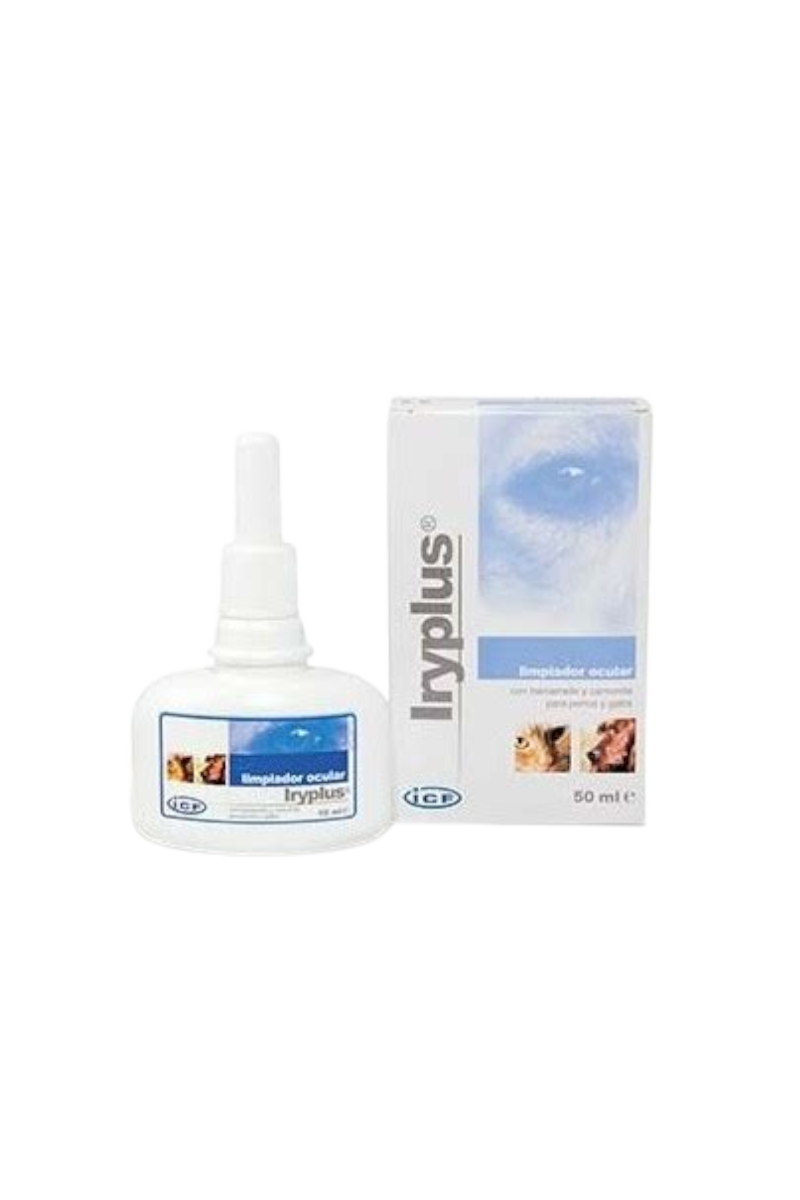 limpiador ocular
Iryplus
icf
Iryplus®
limpiador ocular
con hamamelis y camomila
para perros y gatos
icf
50 ml ℮